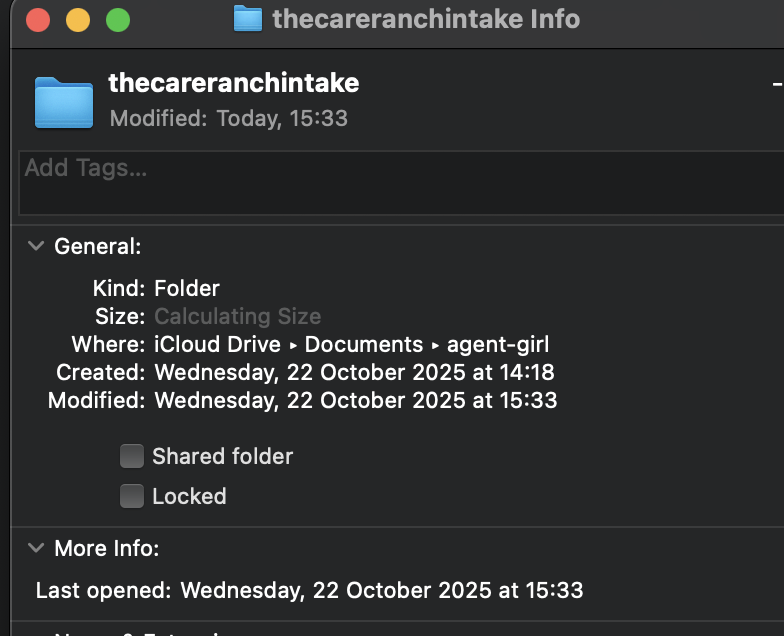 thecareranchintake Info
thecareranchintake
Modified: Today, 15:33
Add Tags...
General:
Kind: Folder
Size: Calculating Size
Where: iCloud Drive ▸ Documents ▸ agent-girl
Created: Wednesday, 22 October 2025 at 14:18
Modified: Wednesday, 22 October 2025 at 15:33
Shared folder
Locked
More Info:
Last opened: Wednesday, 22 October 2025 at 15:33